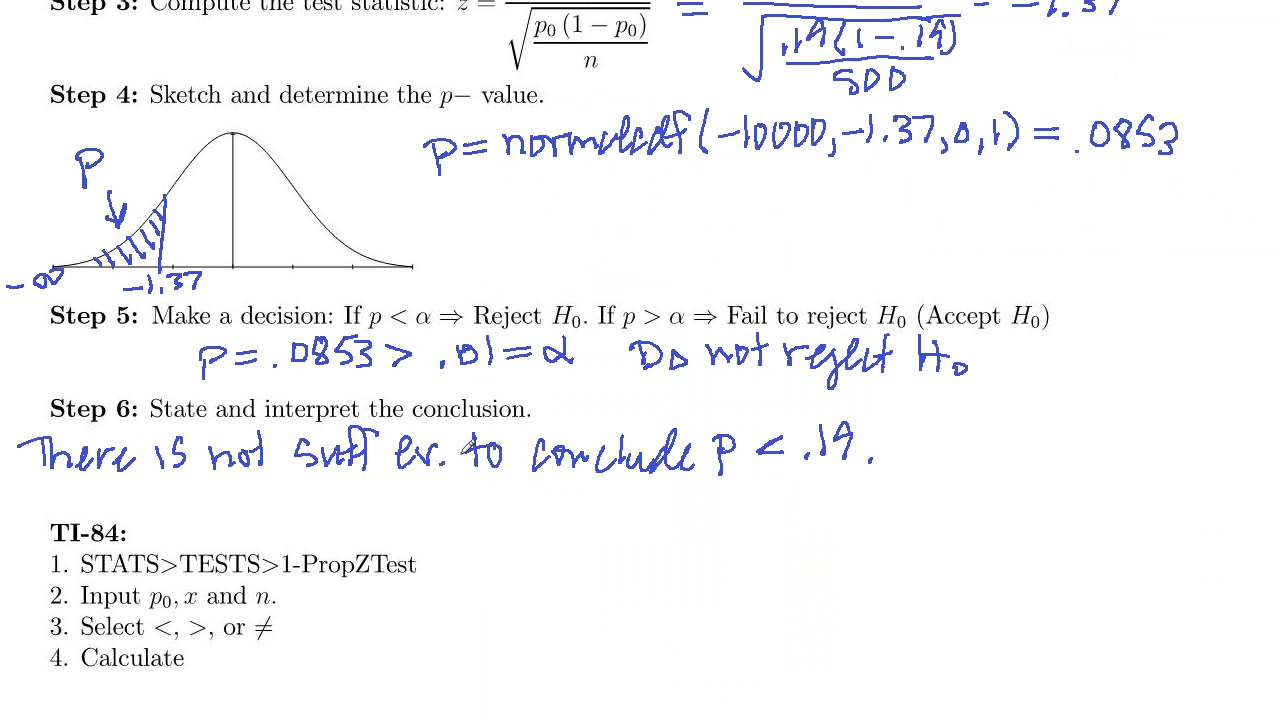 Step 3: Compute the test statistic: z = = = -1.37
√ p0 (1 − p0) / n √ .19(1-.19) / 500
Step 4: Sketch and determine the p− value.
P = normalcdf(-10000, -1.37, 0, 1) = .0853
P
-∞ -1.37
Step 5: Make a decision: If p < α ⇒ Reject H0. If p > α ⇒ Fail to reject H0 (Accept H0)
P = .0853 > .01 = α Do not reject H0
Step 6: State and interpret the conclusion.
There is not suff ev. to conclude P < .19.
TI-84:
1. STATS>TESTS>1-PropZTest
2. Input p0, x and n.
3. Select <, >, or ≠
4. Calculate